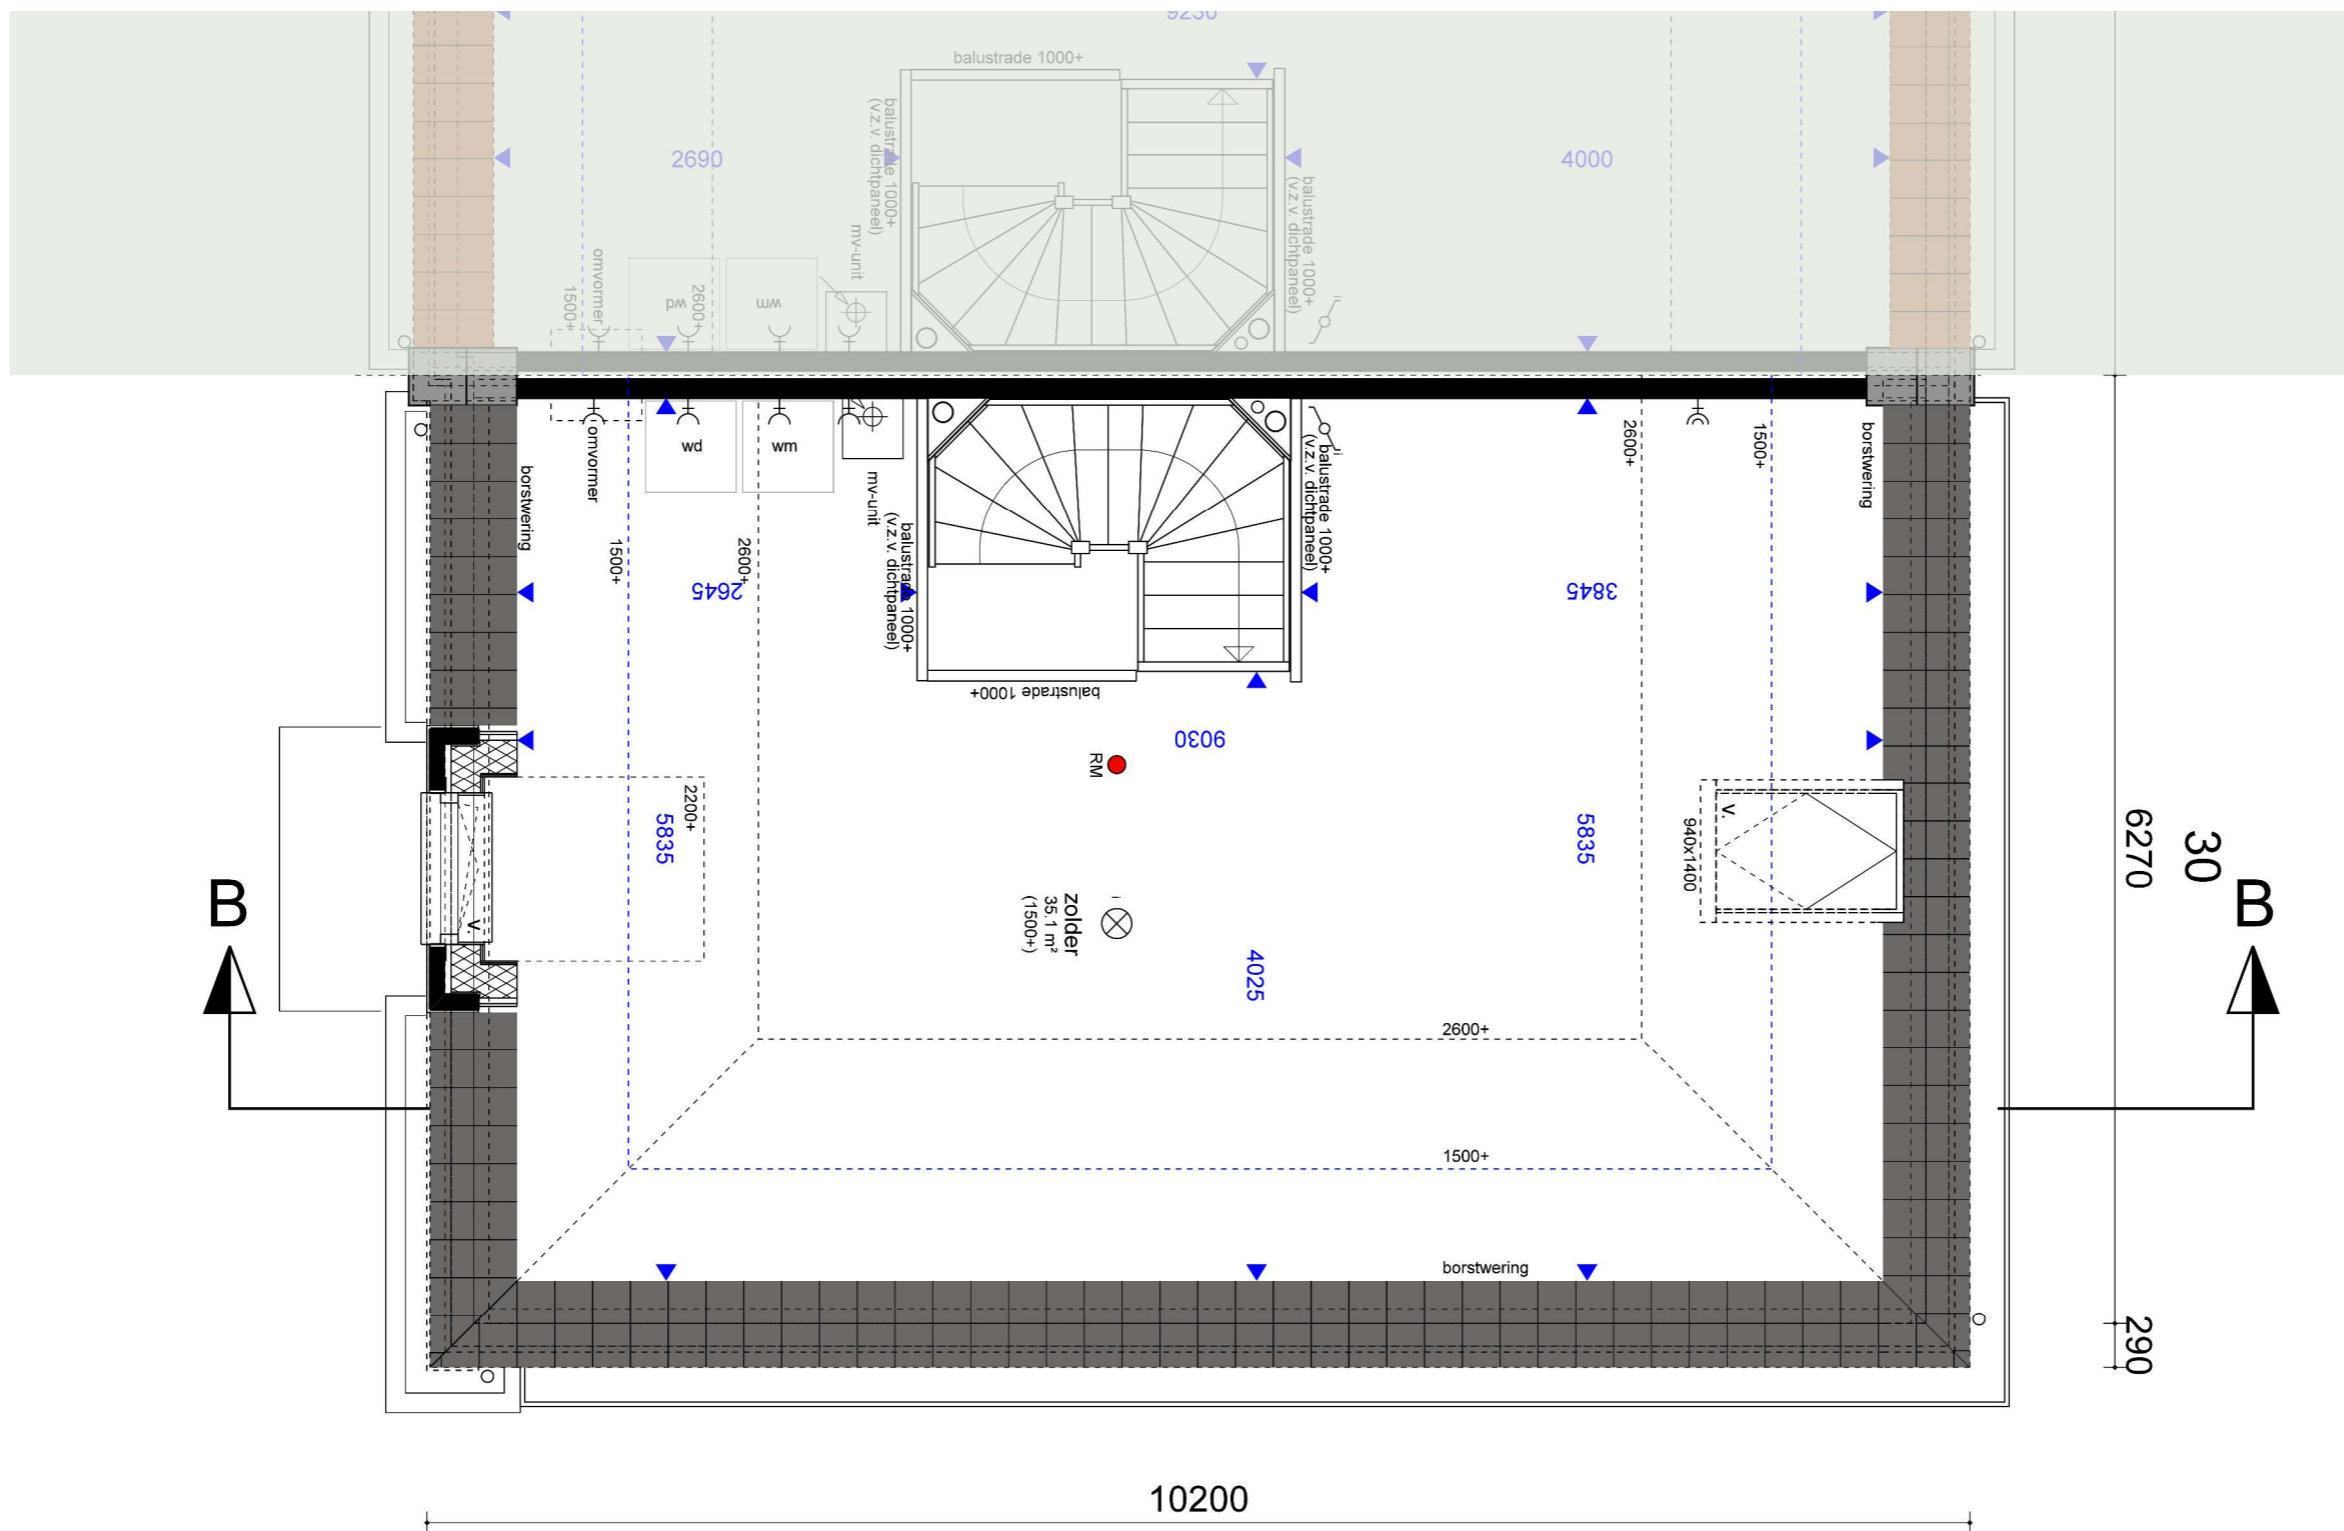 9230
balustrade 1000+
balustrade 1000+
(v.z.v. dichtpaneel)
2690
4000
balustrade 1000+
(v.z.v. dichtpaneel)
mv-unit
omvormer
1500+
2600+
wd
wm
i
omvormer
wd
wm
mv-unit
borstwering
1500+
2600+
2645
balustrade 1000+
(v.z.v. dichtpaneel)
balustrade 1000+
(v.z.v. dichtpaneel)
i
2600+
1500+
borstwering
3845
balustrade 1000+
9030
RM
2200+
5835
5835
v.
940x1400
v.
zolder
35.1 m²
(1500+)
i
4025
B
B
6270
30
2600+
1500+
borstwering
290
10200